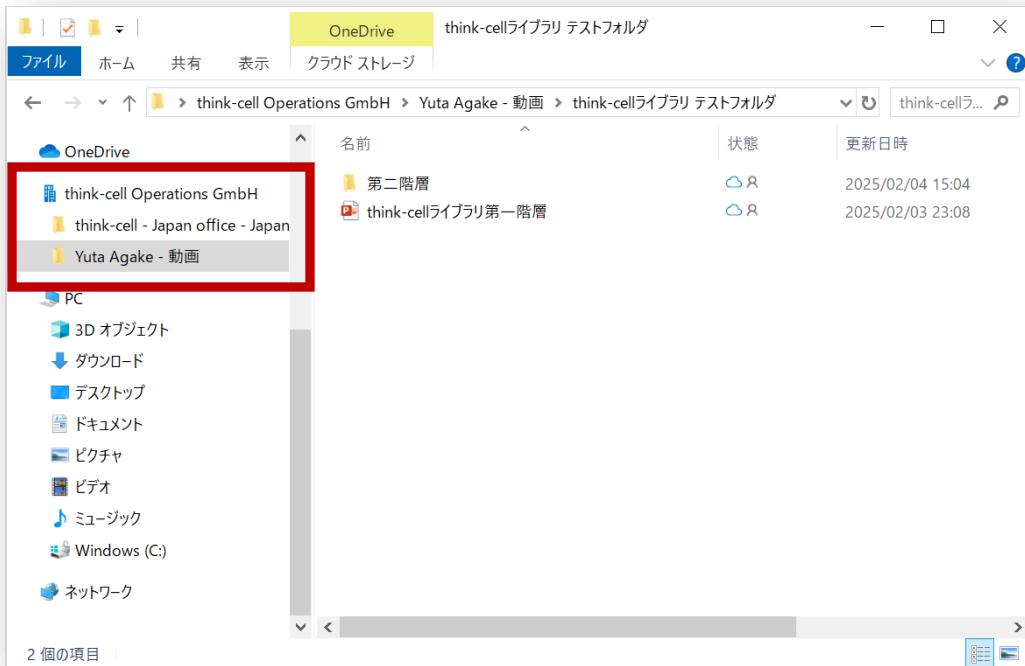 OneDrive
think-cellライブラリ テストフォルダ
ファイル
ホーム
共有
表示
クラウド ストレージ
?
think-cell Operations GmbH
Yuta Agake - 動画
think-cellライブラリ テストフォルダ
think-cellラ...
OneDrive
think-cell Operations GmbH
think-cell - Japan office - Japan
Yuta Agake - 動画
PC
3D オブジェクト
ダウンロード
デスクトップ
ドキュメント
ピクチャ
ビデオ
ミュージック
Windows (C:)
ネットワーク
名前
状態
更新日時
第二階層
2025/02/04 15:04
think-cellライブラリ第一階層
2025/02/03 23:08
2 個の項目